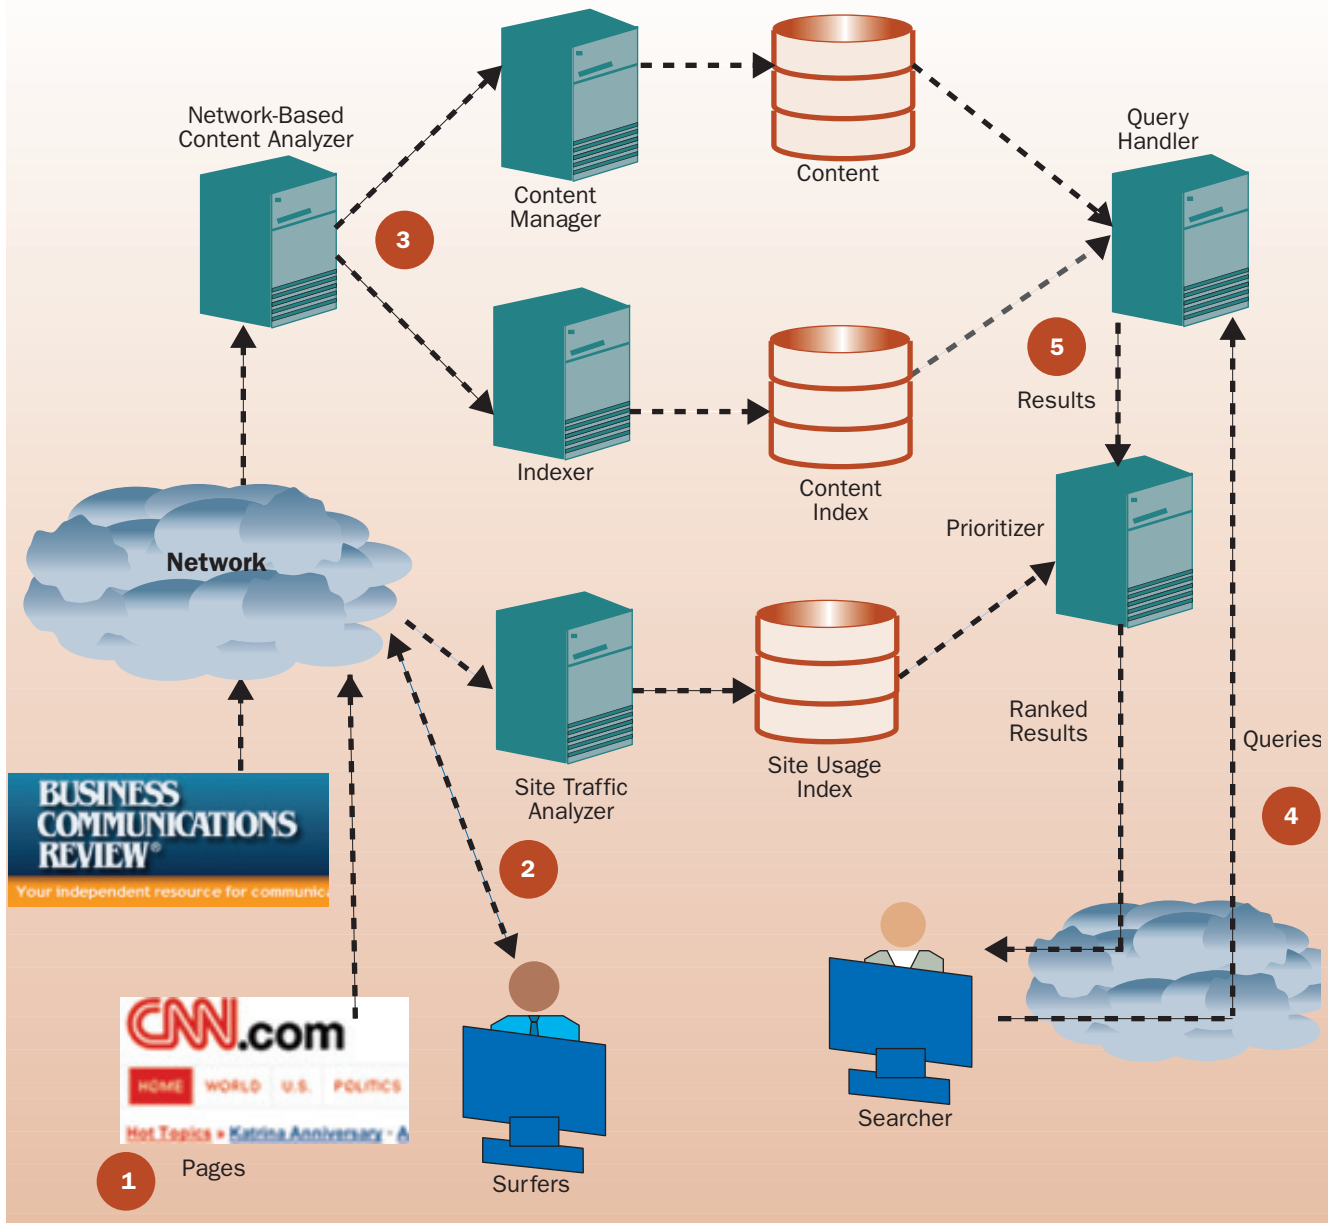 Network-Based
Content Analyzer
Content
Manager
Content
Query
Handler
3
Indexer
Content
Index
5
Results
Prioritizer
Network
Site Traffic
Analyzer
Site Usage
Index
Ranked
Results
Queries
4
BUSINESS
COMMUNICATIONS
REVIEW®
Your independent resource for communica
2
CNN.com
HOME WORLD U.S. POLITICS
Hot Topics » Katrina Anniversary · A
1
Pages
Surfers
Searcher